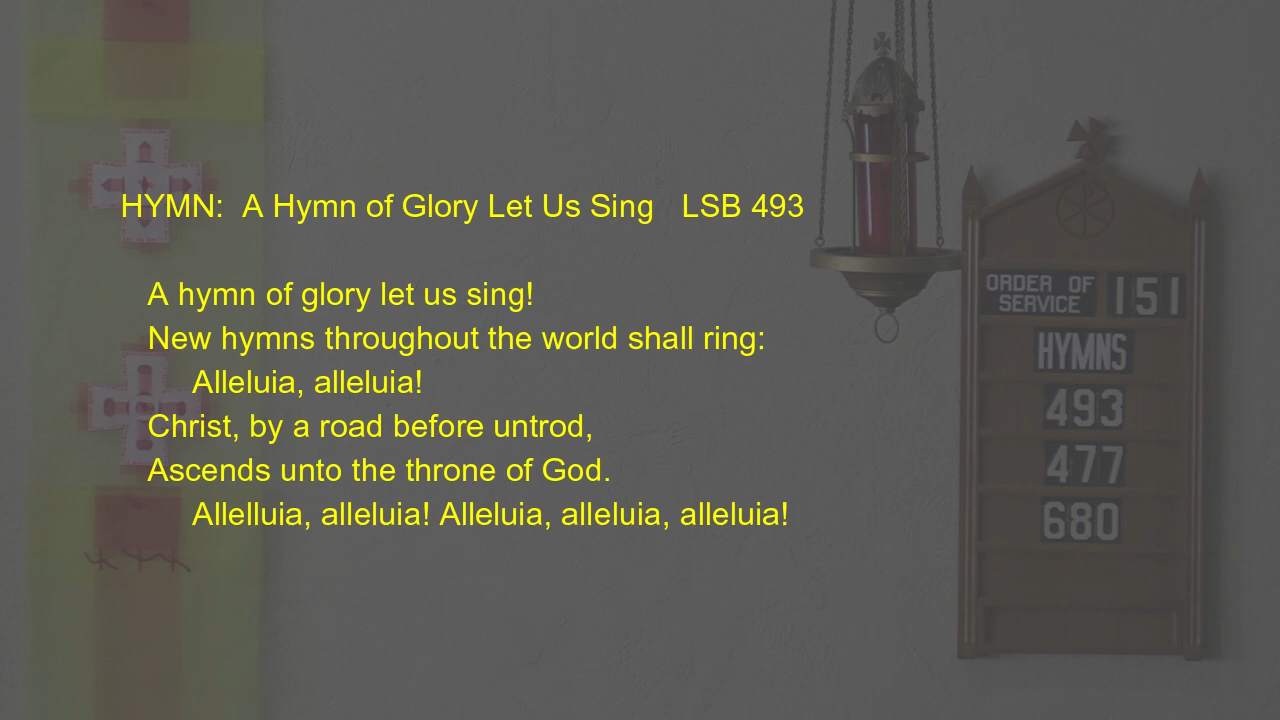 HYMN:  A Hymn of Glory Let Us Sing   LSB 493
A hymn of glory let us sing!
New hymns throughout the world shall ring:
Alleluia, alleluia!
Christ, by a road before untrod,
Ascends unto the throne of God.
Allelluia, alleluia! Alleluia, alleluia, alleluia!
ORDER OF SERVICE 151
HYMNS
493
477
680